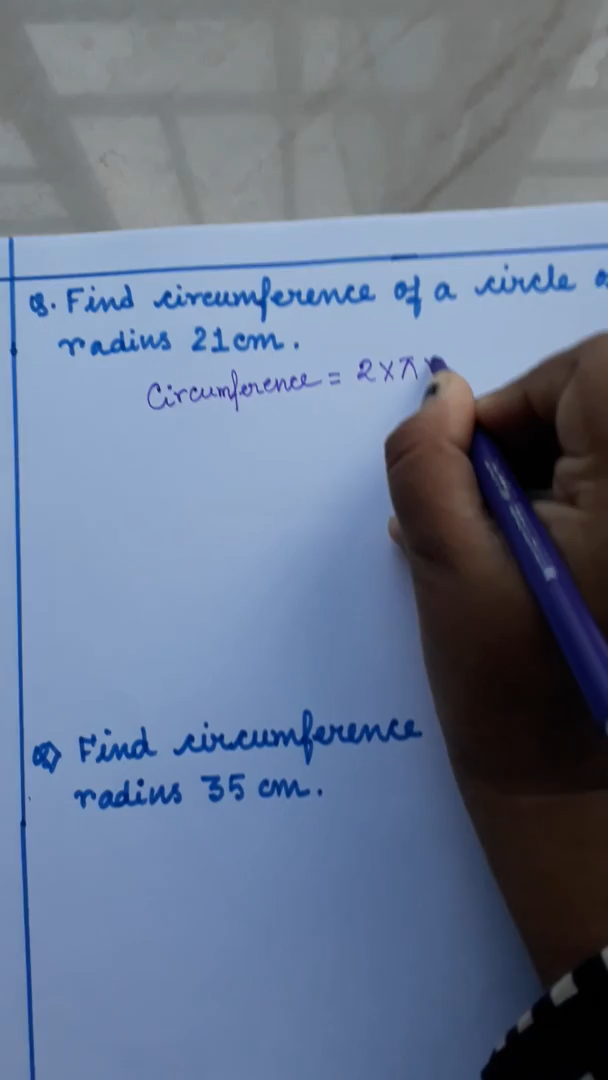 Q. Find circumference of a circle
radius 21cm.
Circumference = 2×π×
Q) Find circumference
radius 35 cm.